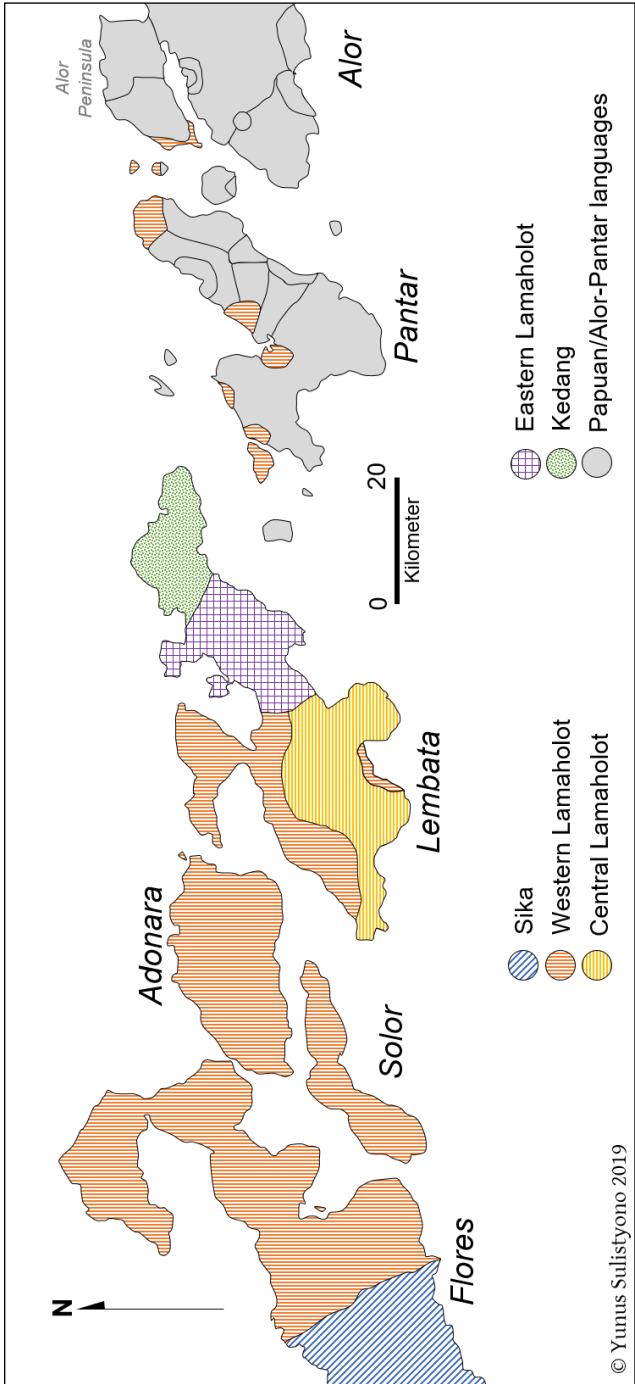 N
Alor
Peninsula
Alor
Adonara
Pantar
Lembata
Solor
Flores
0 20
Kilometer
Sika
Western Lamaholot
Central Lamaholot
Eastern Lamaholot
Kedang
Papuan/Alor-Pantar languages
© Yunus Sulistyono 2019